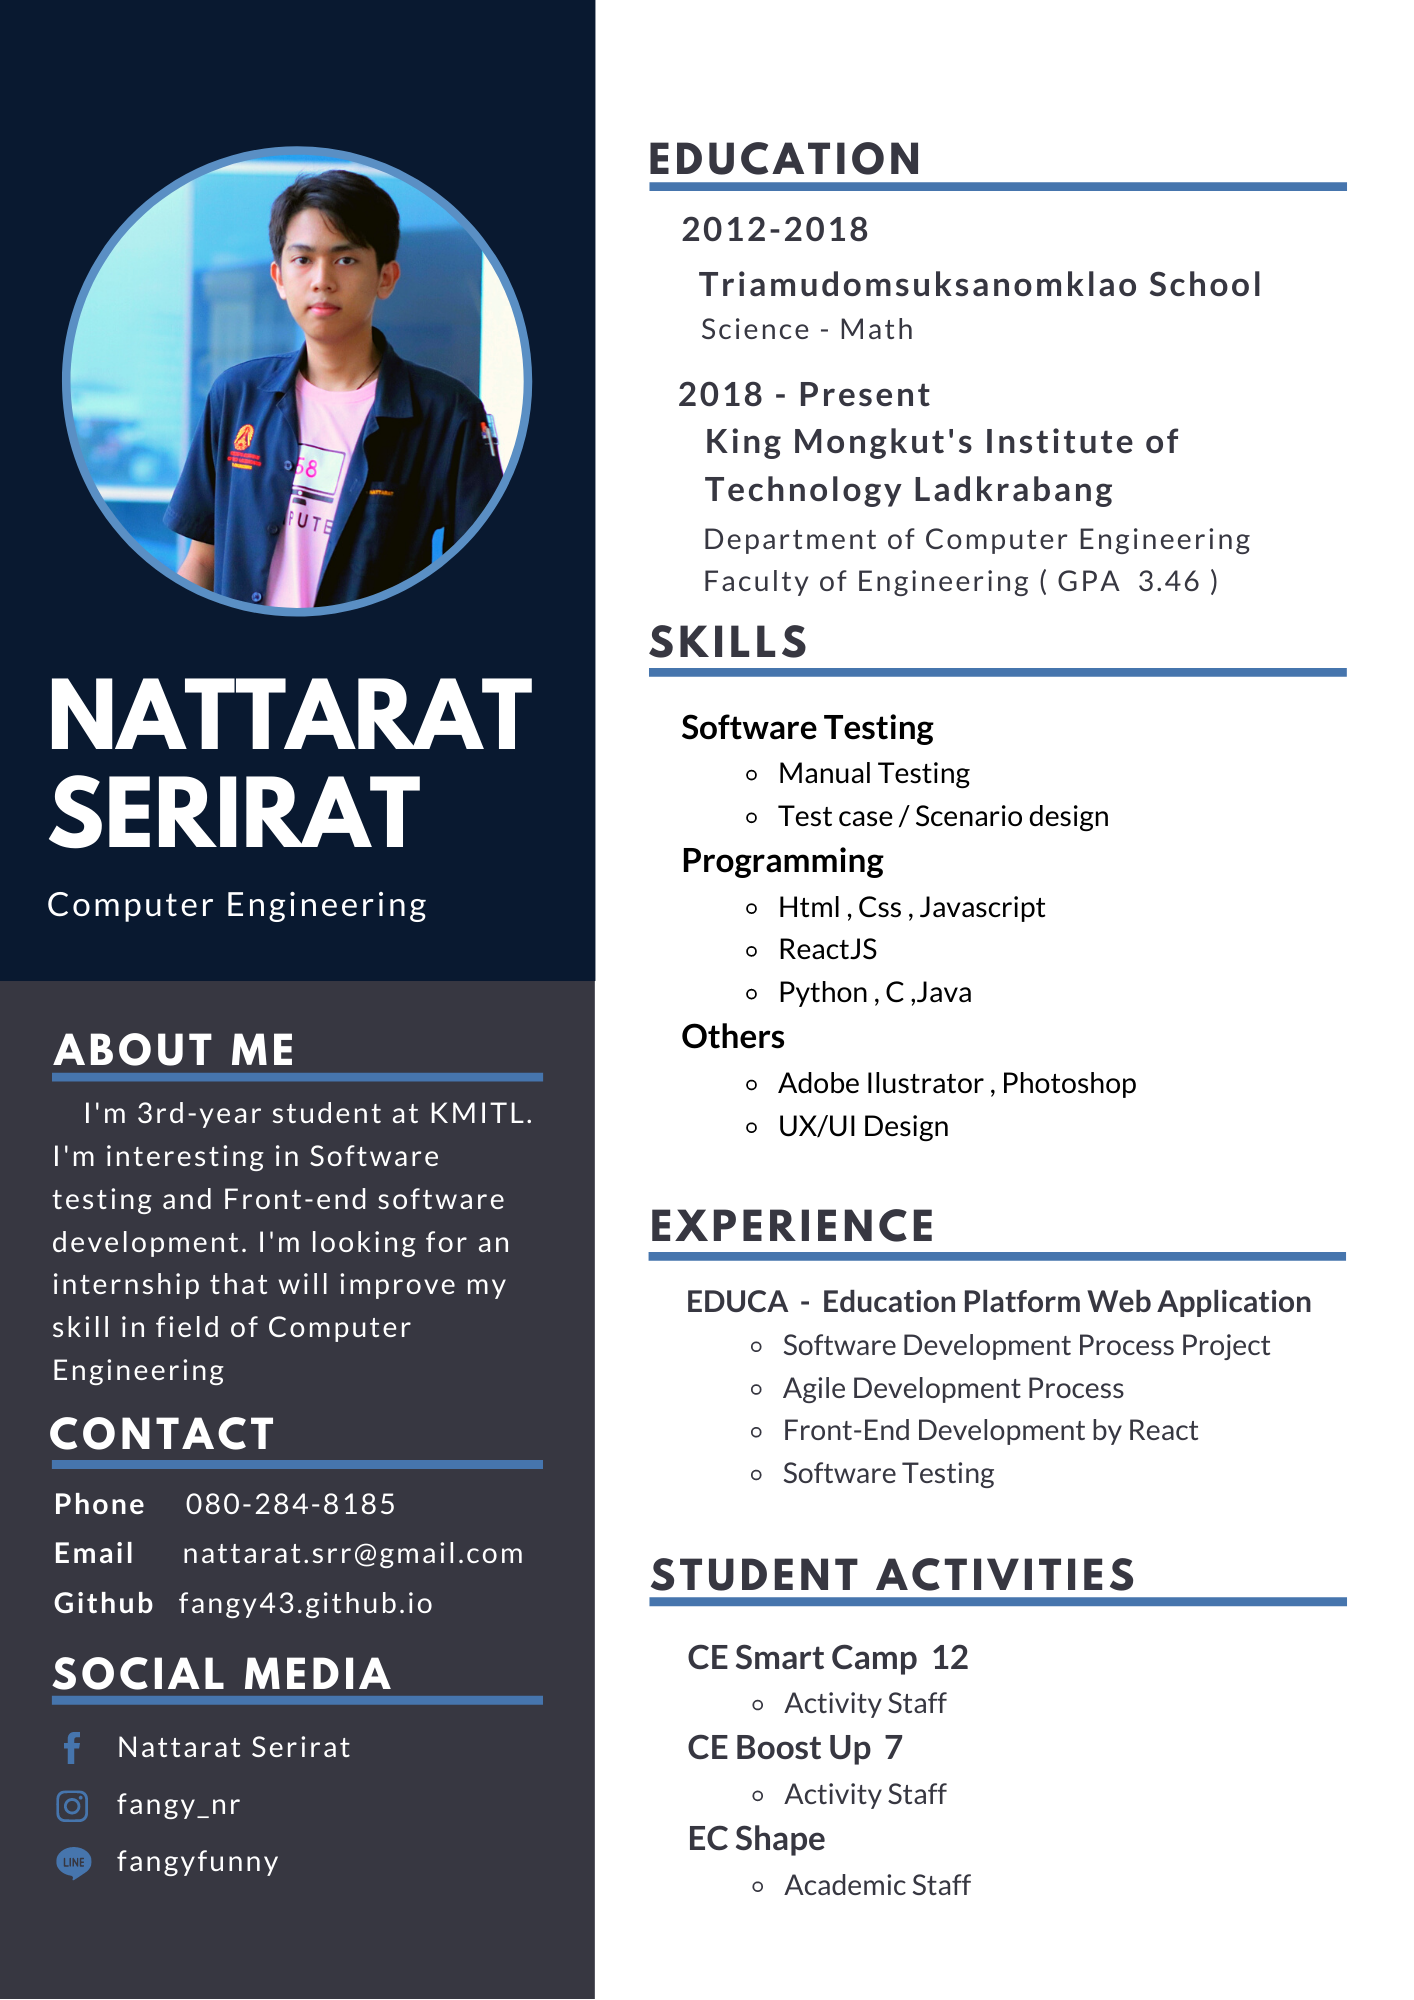 NATTARAT
SERIRAT
Computer Engineering
ABOUT ME
I'm 3rd-year student at KMITL.
I'm interesting in Software
testing and Front-end software
development. I'm looking for an
internship that will improve my
skill in field of Computer
Engineering
CONTACT
Phone 080-284-8185
Email nattarat.srr@gmail.com
Github fangy43.github.io
SOCIAL MEDIA
Nattarat Serirat
fangy_nr
LINE fangyfunny
EDUCATION
2012-2018
Triamudomsuksanomklao School
Science - Math
2018 - Present
King Mongkut's Institute of
Technology Ladkrabang
Department of Computer Engineering
Faculty of Engineering ( GPA 3.46 )
SKILLS
Software Testing
Manual Testing
Test case / Scenario design
Programming
Html , Css , Javascript
ReactJS
Python , C ,Java
Others
Adobe Ilustrator , Photoshop
UX/UI Design
EXPERIENCE
EDUCA - Education Platform Web Application
Software Development Process Project
Agile Development Process
Front-End Development by React
Software Testing
STUDENT ACTIVITIES
CE Smart Camp 12
Activity Staff
CE Boost Up 7
Activity Staff
EC Shape
Academic Staff